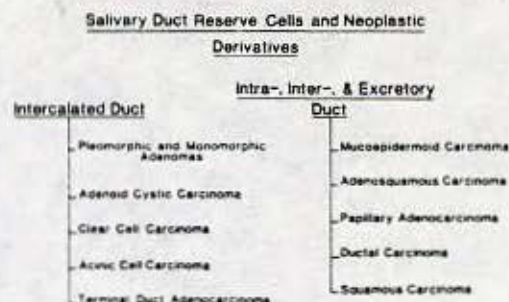 Salivary Duct Reserve Cells and Neoplastic
Derivatives
Intercalated Duct
Pleomorphic and Monomorphic
Adenomas
Adenoid Cystic Carcinoma
Clear Cell Carcinoma
Acinic Cell Carcinoma
Terminal Duct Adenocarcinoma
Intra-, Inter-, & Excretory
Duct
Mucoepidermoid Carcinoma
Adenosquamous Carcinoma
Papillary Adenocarcinoma
Ductal Carcinoma
Squamous Carcinoma